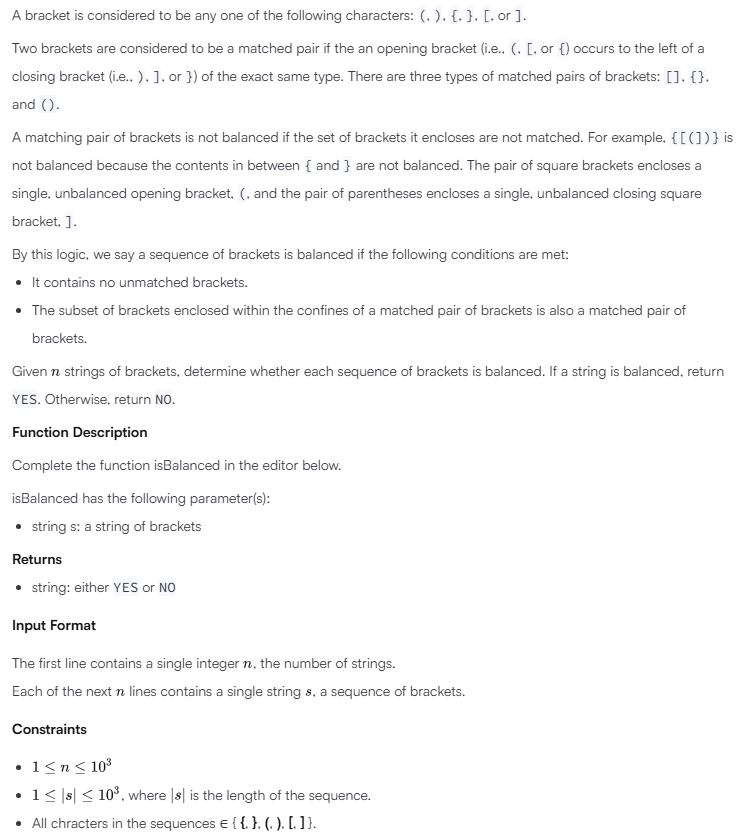 A bracket is considered to be any one of the following characters: (, ), {, }, [, or ].
Two brackets are considered to be a matched pair if the an opening bracket (i.e., (, [, or {) occurs to the left of a
closing bracket (i.e., ), ], or }) of the exact same type. There are three types of matched pairs of brackets: [], {},
and ().
A matching pair of brackets is not balanced if the set of brackets it encloses are not matched. For example, {[(])} is
not balanced because the contents in between { and } are not balanced. The pair of square brackets encloses a
single, unbalanced opening bracket, (, and the pair of parentheses encloses a single, unbalanced closing square
bracket, ].
By this logic, we say a sequence of brackets is balanced if the following conditions are met:
• It contains no unmatched brackets.
• The subset of brackets enclosed within the confines of a matched pair of brackets is also a matched pair of
brackets.
Given n strings of brackets, determine whether each sequence of brackets is balanced. If a string is balanced, return
YES. Otherwise, return NO.
Function Description
Complete the function isBalanced in the editor below.
isBalanced has the following parameter(s):
• string s: a string of brackets
Returns
• string: either YES or NO
Input Format
The first line contains a single integer n, the number of strings.
Each of the next n lines contains a single string s, a sequence of brackets.
Constraints
• 1 ≤ n ≤ 10³
• 1 ≤ |s| ≤ 10³, where |s| is the length of the sequence.
• All chracters in the sequences ∈ { {, }, (, ), [, ] }.